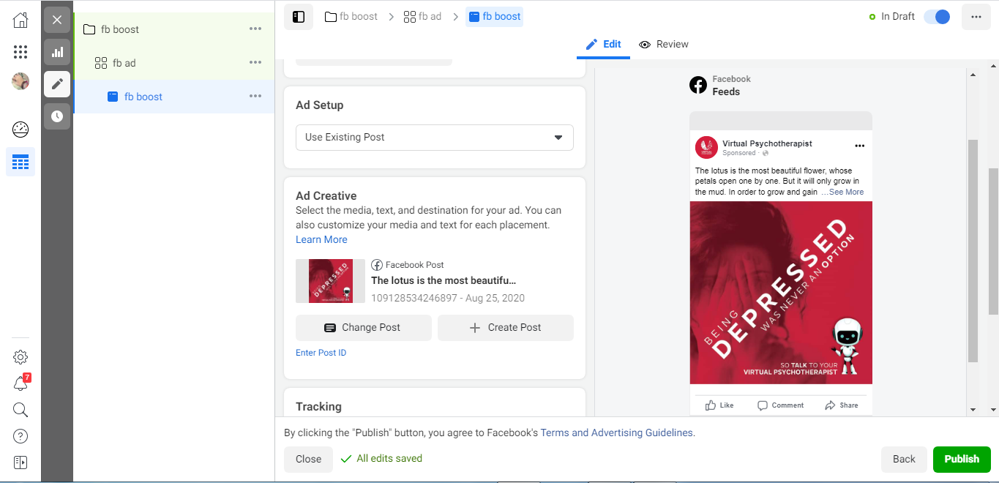 fb boost
fb ad
fb boost
7
fb boost
fb ad
fb boost
In Draft
Edit
Review
Ad Setup
Use Existing Post
Ad Creative
Select the media, text, and destination for your ad. You can
also customize your media and text for each placement.
Learn More
DEPRESSED
Facebook Post
The lotus is the most beautifu...
109128534246897 - Aug 25, 2020
Change Post
Create Post
Enter Post ID
Tracking
Facebook
Feeds
Virtual Psychotherapist
Sponsored ·
The lotus is the most beautiful flower, whose
petals open one by one. But it will only grow in
the mud. In order to grow and gain ...See More
BEING
DEPRESSED
WAS NEVER AN OPTION
SO TALK TO YOUR
VIRTUAL PSYCHOTHERAPIST
Like
Comment
Share
By clicking the "Publish" button, you agree to Facebook's Terms and Advertising Guidelines.
Close
All edits saved
Back
Publish